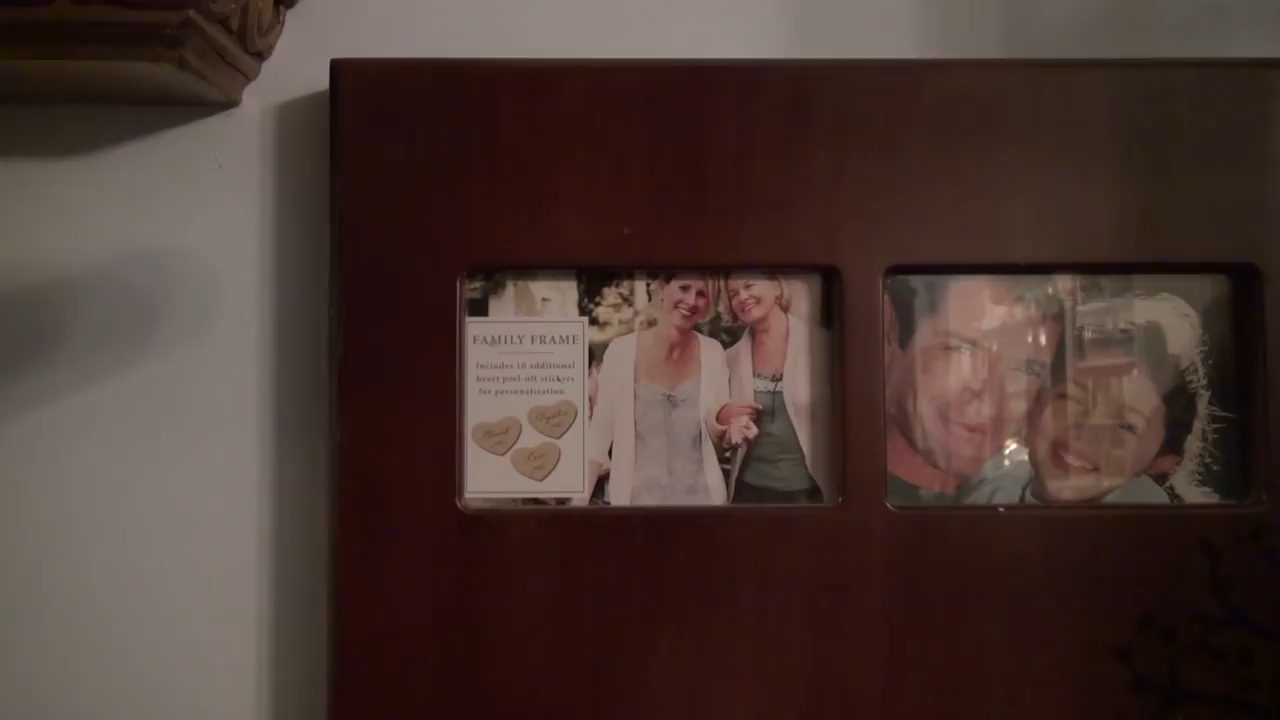 FAMILY FRAME
Includes 10 additional
heart peel-off stickers
for personalization.